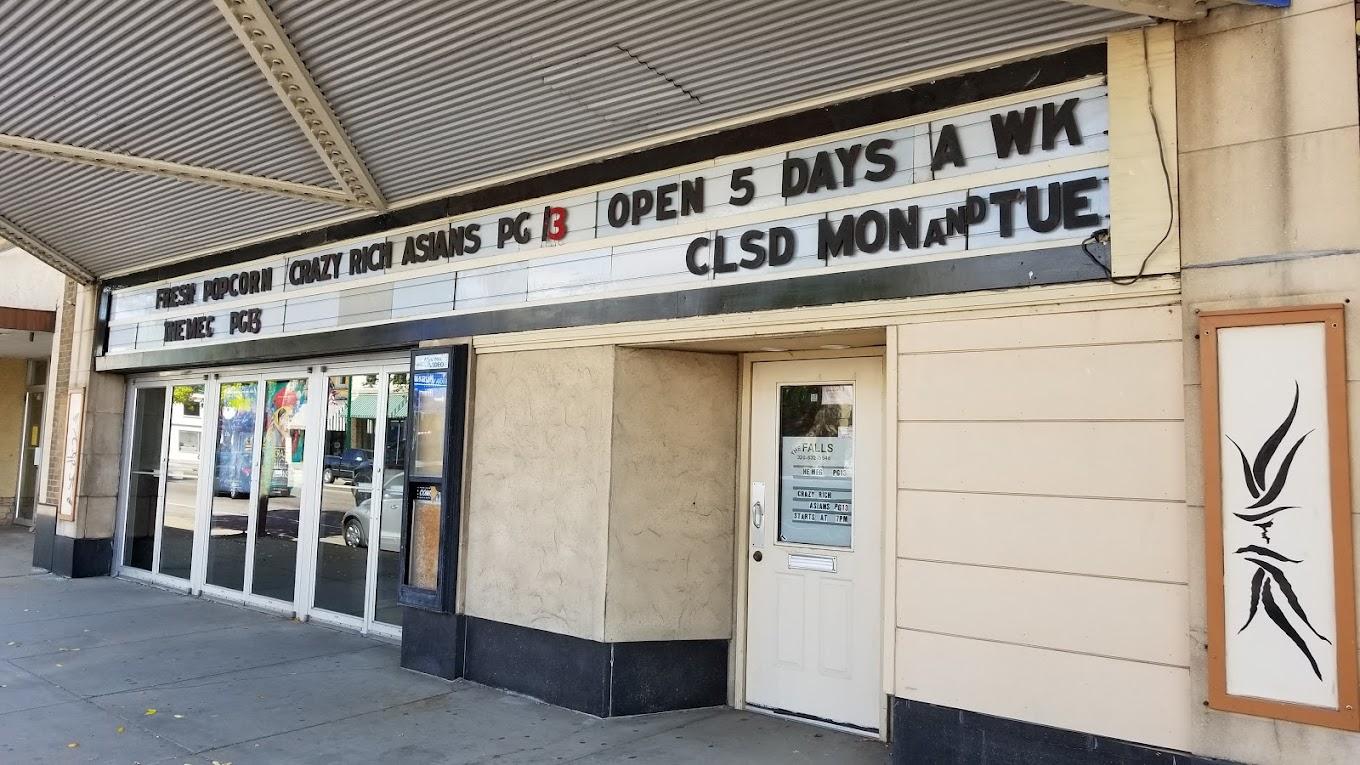 FRESH POPCORN CRAZY RICH ASIANS PG 13 OPEN 5 DAYS A WK
THE MEG PG13 CLSD MON AND TUE
THE FALLS
HE MEG PG13
CRAZY RICH
ASIANS PG13
STARTS AT 7PM